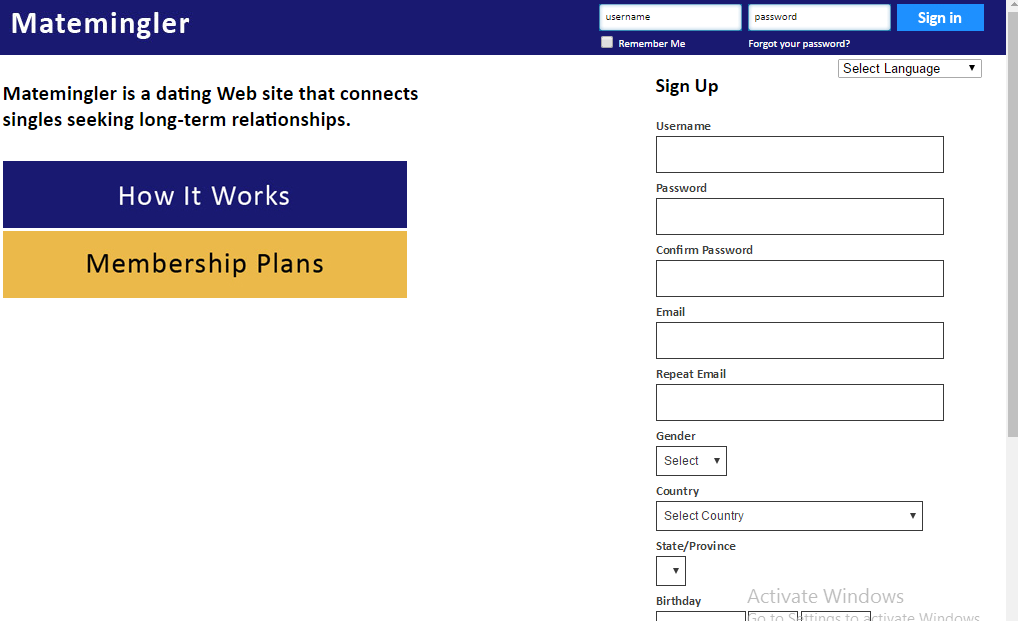 Matemingler
username
password
Sign in
Remember Me
Forgot your password?
Select Language
Matemingler is a dating Web site that connects
singles seeking long-term relationships.
How It Works
Membership Plans
Sign Up
Username
Password
Confirm Password
Email
Repeat Email
Gender
Select
Country
Select Country
State/Province
Birthday
Activate Windows
Go to Settings to activate Windows.